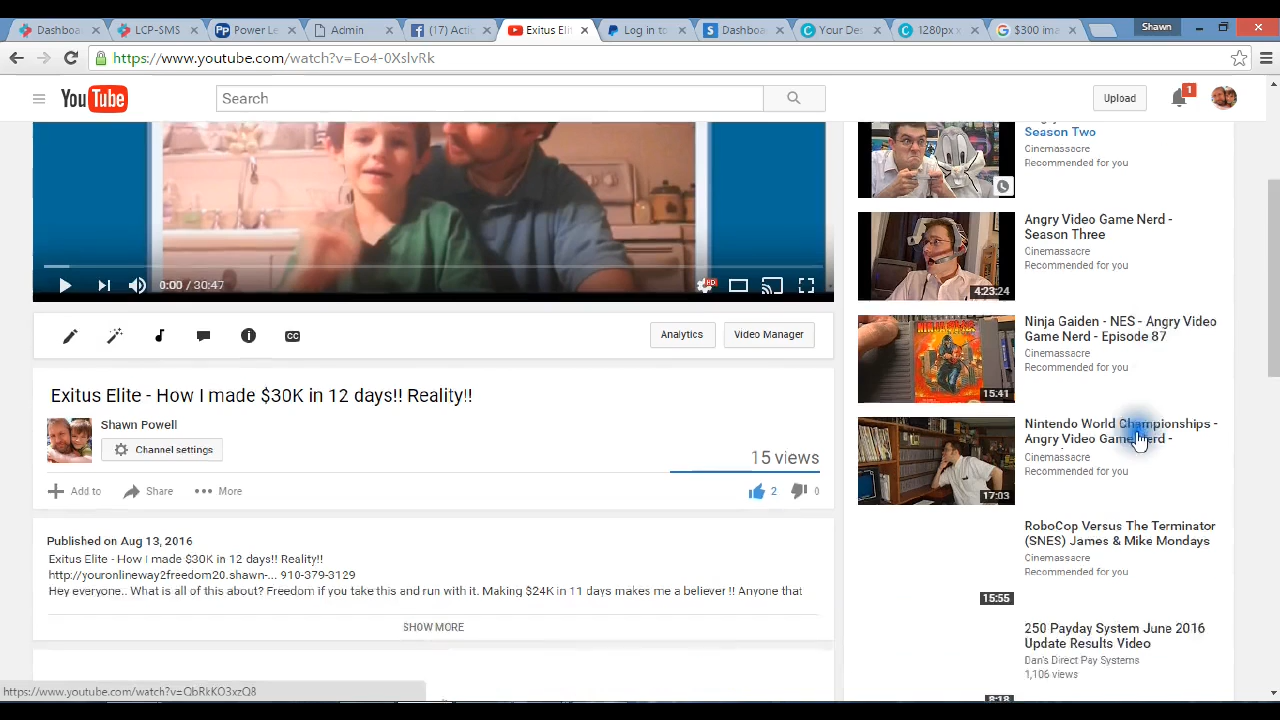 Dashboa
LCP-SMS
Power Le
Admin
(17) Acti
Exitus Elit
Log in to
Dashboa
Your Des
1280px x
$300 ima
Shawn
https://www.youtube.com/watch?v=Eo4-0XslvRk
YouTube
Search
Upload
1
Season Two
Cinemassacre
Recommended for you
Angry Video Game Nerd -
Season Three
Cinemassacre
Recommended for you
4:23:24
0:00 / 30:47
HD
Ninja Gaiden - NES - Angry Video
Game Nerd - Episode 87
Cinemassacre
Recommended for you
15:41
CC
Analytics
Video Manager
Exitus Elite - How I made $30K in 12 days!! Reality!!
Shawn Powell
Channel settings
15 views
Add to
Share
More
2
0
Nintendo World Championships -
Angry Video Game Nerd -
Cinemassacre
Recommended for you
17:03
Published on Aug 13, 2016
Exitus Elite - How I made $30K in 12 days!! Reality!!
http://youronlineway2freedom20.shawn-... 910-379-3129
Hey everyone.. What is all of this about? Freedom if you take this and run with it. Making $24K in 11 days makes me a believer !! Anyone that
SHOW MORE
RoboCop Versus The Terminator
(SNES) James & Mike Mondays
Cinemassacre
Recommended for you
15:55
250 Payday System June 2016
Update Results Video
Dan's Direct Pay Systems
1,106 views
8:18
https://www.youtube.com/watch?v=QbRkKO3xzQ8